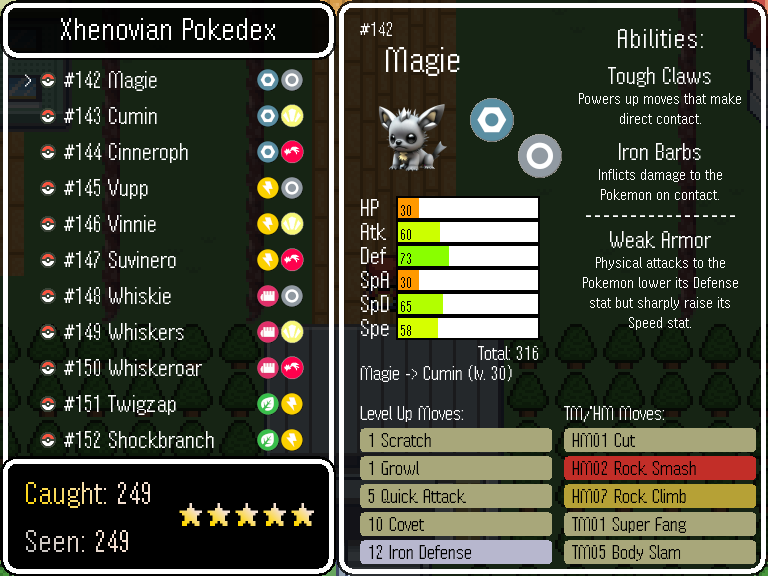 Xhenovian Pokedex
> #142 Magie
#143 Cumin
#144 Cinneroph
#145 Vupp
#146 Vinnie
#147 Suvinero
#148 Whiskie
#149 Whiskers
#150 Whiskeroar
#151 Twigzap
#152 Shockbranch
Caught: 249
Seen: 249
#142
Magie
HP 30
Atk 60
Def 73
SpA 30
SpD 65
Spe 58
Total: 316
Magie -> Cumin (lv. 30)
Abilities:
Tough Claws
Powers up moves that make
direct contact.
Iron Barbs
Inflicts damage to the
Pokemon on contact.
Weak Armor
Physical attacks to the
Pokemon lower its Defense
stat but sharply raise its
Speed stat.
Level Up Moves:
1 Scratch
1 Growl
5 Quick Attack
10 Covet
12 Iron Defense
TM/HM Moves:
HM01 Cut
HM02 Rock Smash
HM07 Rock Climb
TM01 Super Fang
TM05 Body Slam